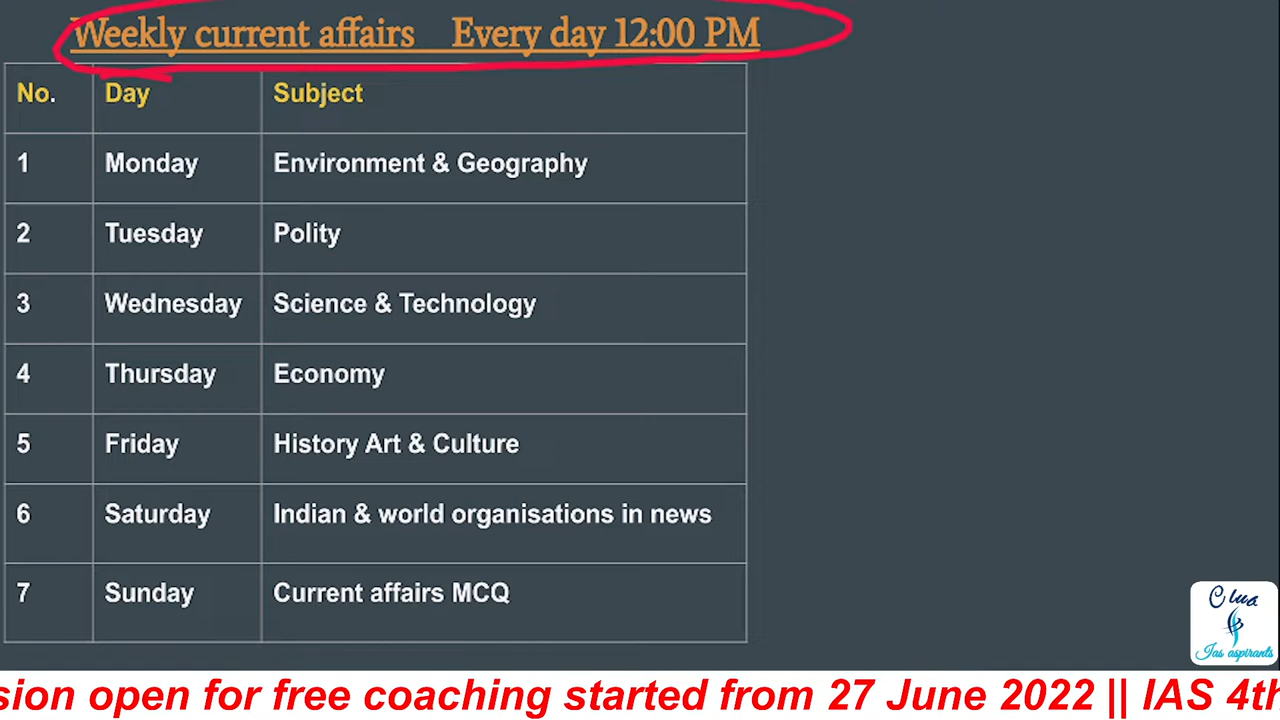 Weekly current affairs Every day 12:00 PM
No. Day Subject
1 Monday Environment & Geography
2 Tuesday Polity
3 Wednesday Science & Technology
4 Thursday Economy
5 Friday History Art & Culture
6 Saturday Indian & world organisations in news
7 Sunday Current affairs MCQ
Ias aspirants
sion open for free coaching started from 27 June 2022 || IAS 4th